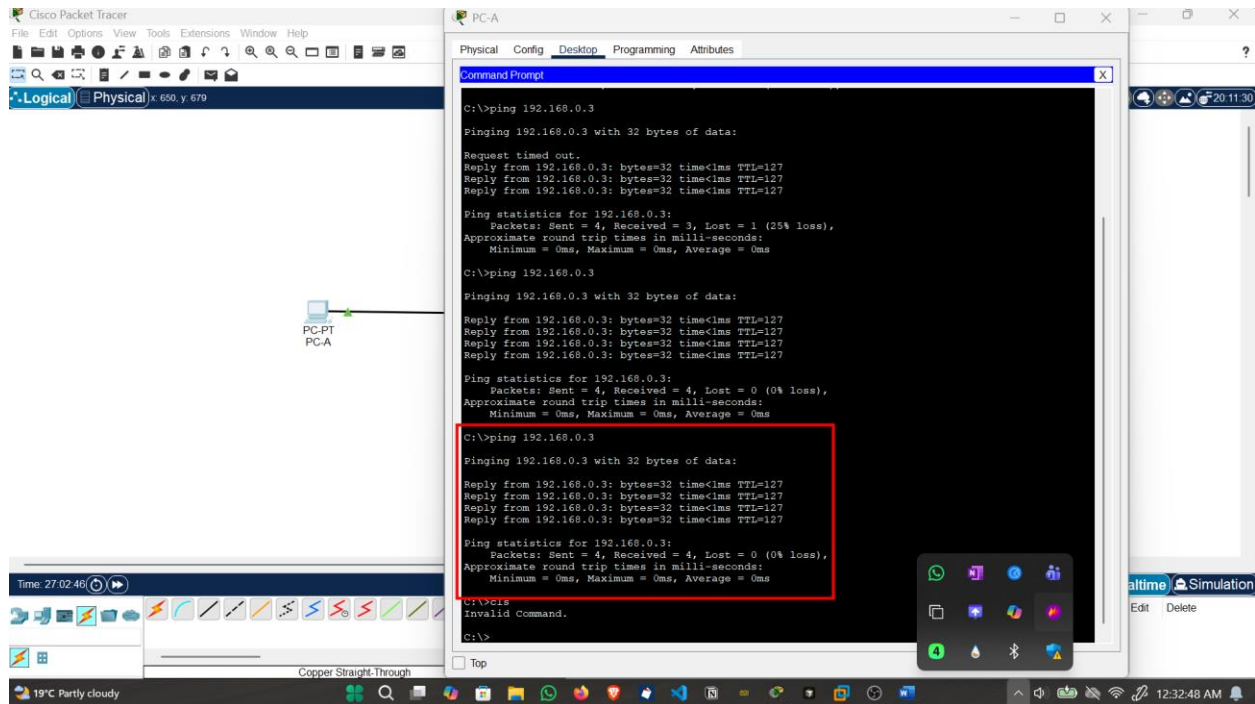 Cisco Packet Tracer
File Edit Options View Tools Extensions Window Help
Logical Physical x: 650, y: 679
20:11:30
PC-PT
PC-A
PC-A
Physical Config Desktop Programming Attributes
?
Command Prompt
X
C:\>ping 192.168.0.3
Pinging 192.168.0.3 with 32 bytes of data:
Request timed out.
Reply from 192.168.0.3: bytes=32 time<1ms TTL=127
Reply from 192.168.0.3: bytes=32 time<1ms TTL=127
Reply from 192.168.0.3: bytes=32 time<1ms TTL=127
Ping statistics for 192.168.0.3:
Packets: Sent = 4, Received = 3, Lost = 1 (25% loss),
Approximate round trip times in milli-seconds:
Minimum = 0ms, Maximum = 0ms, Average = 0ms
C:\>ping 192.168.0.3
Pinging 192.168.0.3 with 32 bytes of data:
Reply from 192.168.0.3: bytes=32 time<1ms TTL=127
Reply from 192.168.0.3: bytes=32 time<1ms TTL=127
Reply from 192.168.0.3: bytes=32 time<1ms TTL=127
Reply from 192.168.0.3: bytes=32 time<1ms TTL=127
Ping statistics for 192.168.0.3:
Packets: Sent = 4, Received = 4, Lost = 0 (0% loss),
Approximate round trip times in milli-seconds:
Minimum = 0ms, Maximum = 0ms, Average = 0ms
C:\>ping 192.168.0.3
Pinging 192.168.0.3 with 32 bytes of data:
Reply from 192.168.0.3: bytes=32 time<1ms TTL=127
Reply from 192.168.0.3: bytes=32 time<1ms TTL=127
Reply from 192.168.0.3: bytes=32 time<1ms TTL=127
Reply from 192.168.0.3: bytes=32 time<1ms TTL=127
Ping statistics for 192.168.0.3:
Packets: Sent = 4, Received = 4, Lost = 0 (0% loss),
Approximate round trip times in milli-seconds:
Minimum = 0ms, Maximum = 0ms, Average = 0ms
C:\>cls
Invalid Command.
C:\>
Top
Time: 27:02:46
altime Simulation
Edit Delete
Copper Straight-Through
4
19°C Partly cloudy
12:32:48 AM